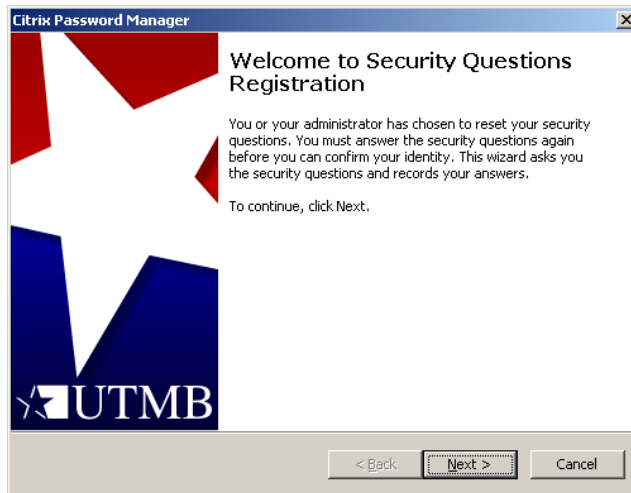 Citrix Password Manager
Welcome to Security Questions
Registration
You or your administrator has chosen to reset your security
questions. You must answer the security questions again
before you can confirm your identity. This wizard asks you
the security questions and records your answers.
To continue, click Next.
UTMB
< Back
Next >
Cancel